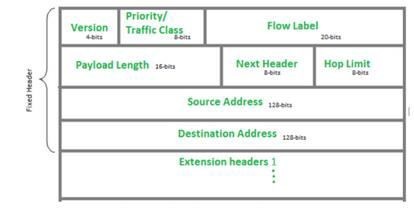 Fixed Header
Version
4-bits
Priority/
Traffic Class
8-bits
Flow Label
20-bits
Payload Length 16-bits
Next Header
8-bits
Hop Limit
8-bits
Source Address 128-bits
Destination Address 128-bits
Extension headers 1